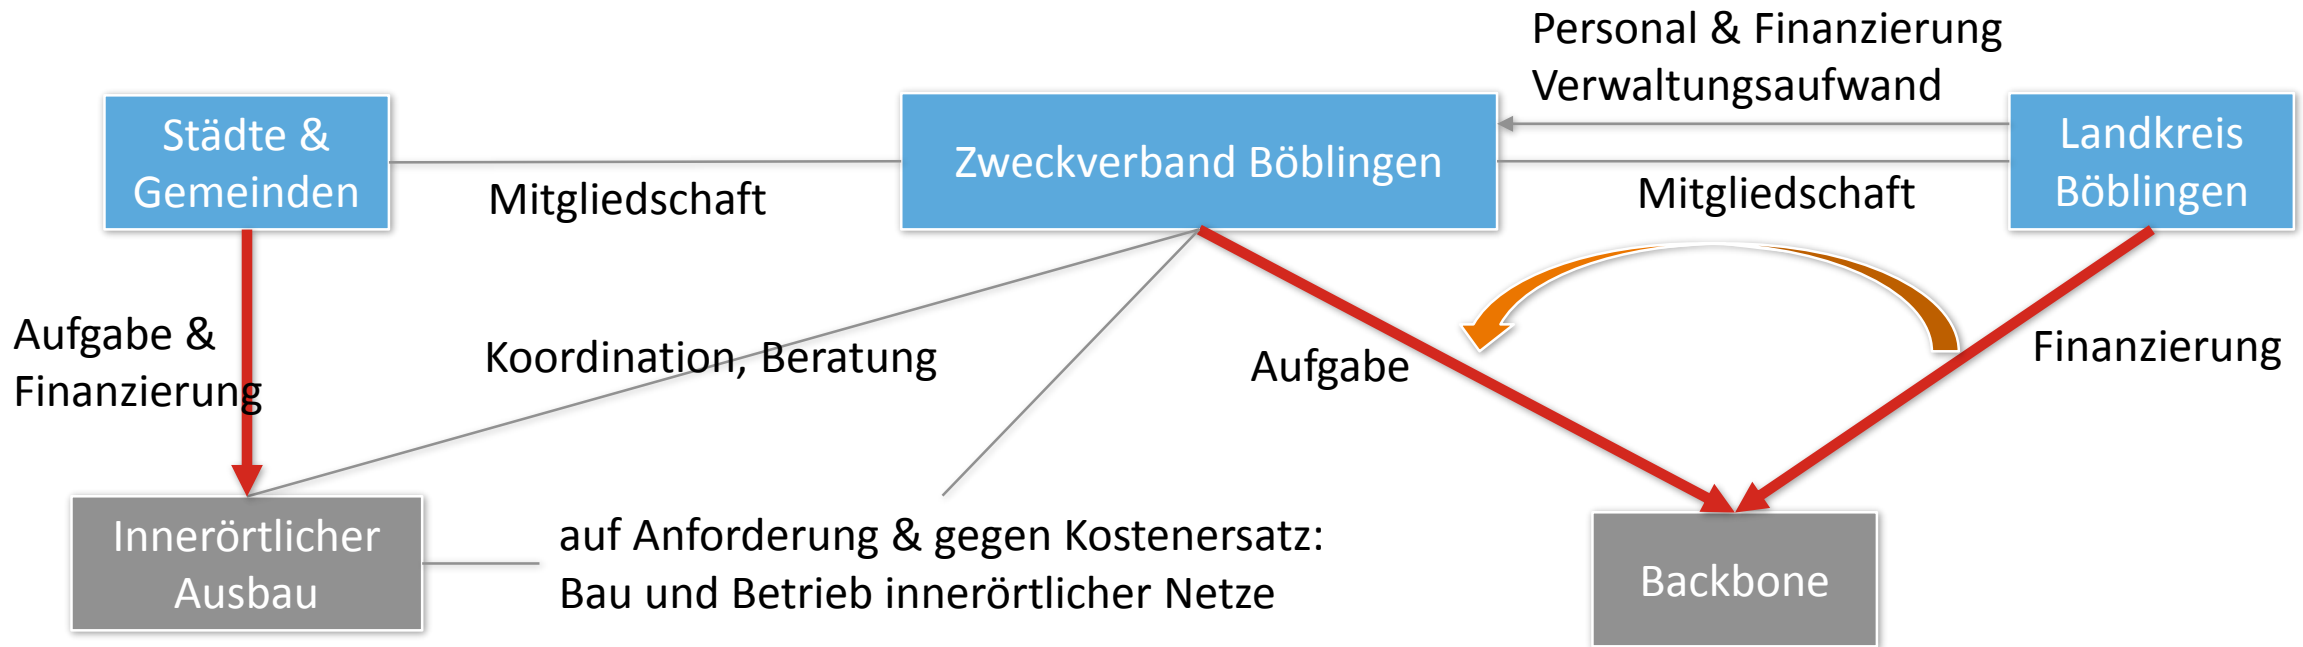 Personal & Finanzierung
Verwaltungsaufwand
Städte &
Gemeinden
Mitgliedschaft
Zweckverband Böblingen
Mitgliedschaft
Landkreis
Böblingen
Aufgabe &
Finanzierung
Koordination, Beratung
Aufgabe
Finanzierung
Innerörtlicher
Ausbau
auf Anforderung & gegen Kostenersatz:
Bau und Betrieb innerörtlicher Netze
Backbone